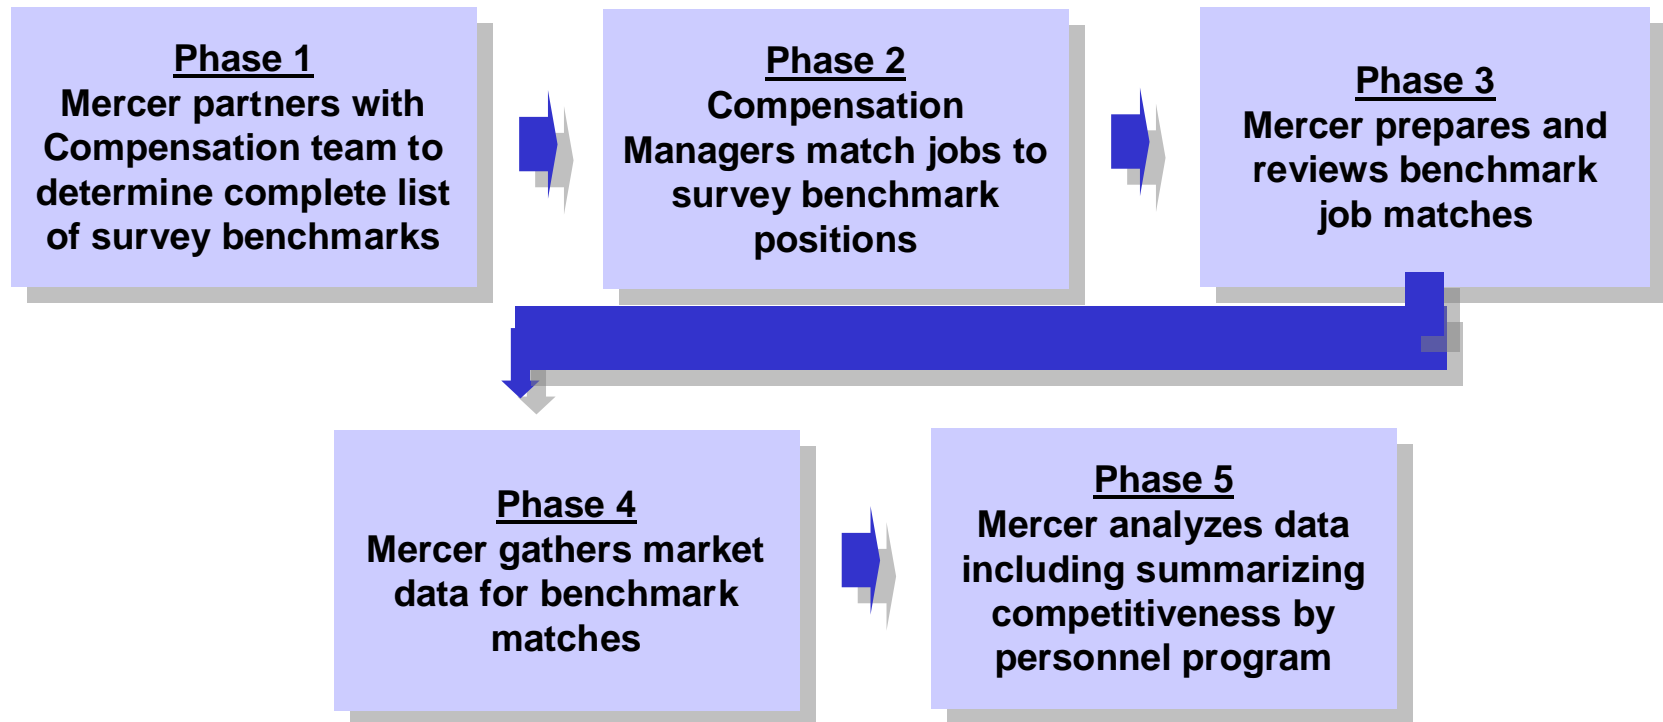 Phase 1
Mercer partners with
Compensation team to
determine complete list
of survey benchmarks
Phase 2
Compensation
Managers match jobs to
survey benchmark
positions
Phase 3
Mercer prepares and
reviews benchmark
job matches
Phase 4
Mercer gathers market
data for benchmark
matches
Phase 5
Mercer analyzes data
including summarizing
competitiveness by
personnel program